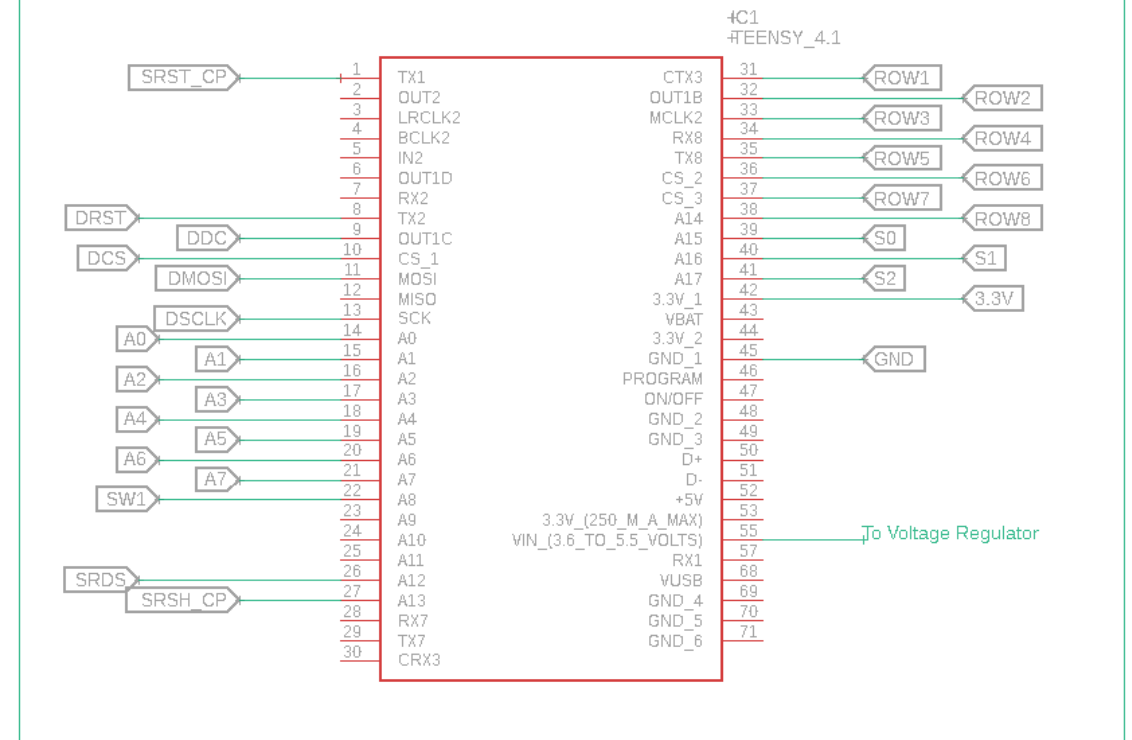 IC1
TEENSY_4.1
SRST_CP 1 TX1 CTX3 31 ROW1
2 OUT2 OUT1B 32 ROW2
3 LRCLK2 MCLK2 33 ROW3
4 BCLK2 RX8 34 ROW4
5 IN2 TX8 35 ROW5
6 OUT1D CS_2 36 ROW6
7 RX2 CS_3 37 ROW7
DRST 8 TX2 A14 38 ROW8
DDC 9 OUT1C A15 39 S0
DCS 10 CS_1 A16 40 S1
DMOSI 11 MOSI A17 41 S2
12 MISO 3.3V_1 42 3.3V
DSCLK 13 SCK VBAT 43
A0 14 A0 3.3V_2 44
A1 15 A1 GND_1 45 GND
A2 16 A2 PROGRAM 46
A3 17 A3 ON/OFF 47
A4 18 A4 GND_2 48
A5 19 A5 GND_3 49
A6 20 A6 D+ 50
A7 21 A7 D- 51
SW1 22 A8 +5V 52
23 A9 3.3V_(250_M_A_MAX) 53
24 A10 VIN_(3.6_TO_5.5_VOLTS) 55 To Voltage Regulator
25 A11 RX1 57
SRDS 26 A12 VUSB 68
SRSH_CP 27 A13 GND_4 69
28 RX7 GND_5 70
29 TX7 GND_6 71
30 CRX3